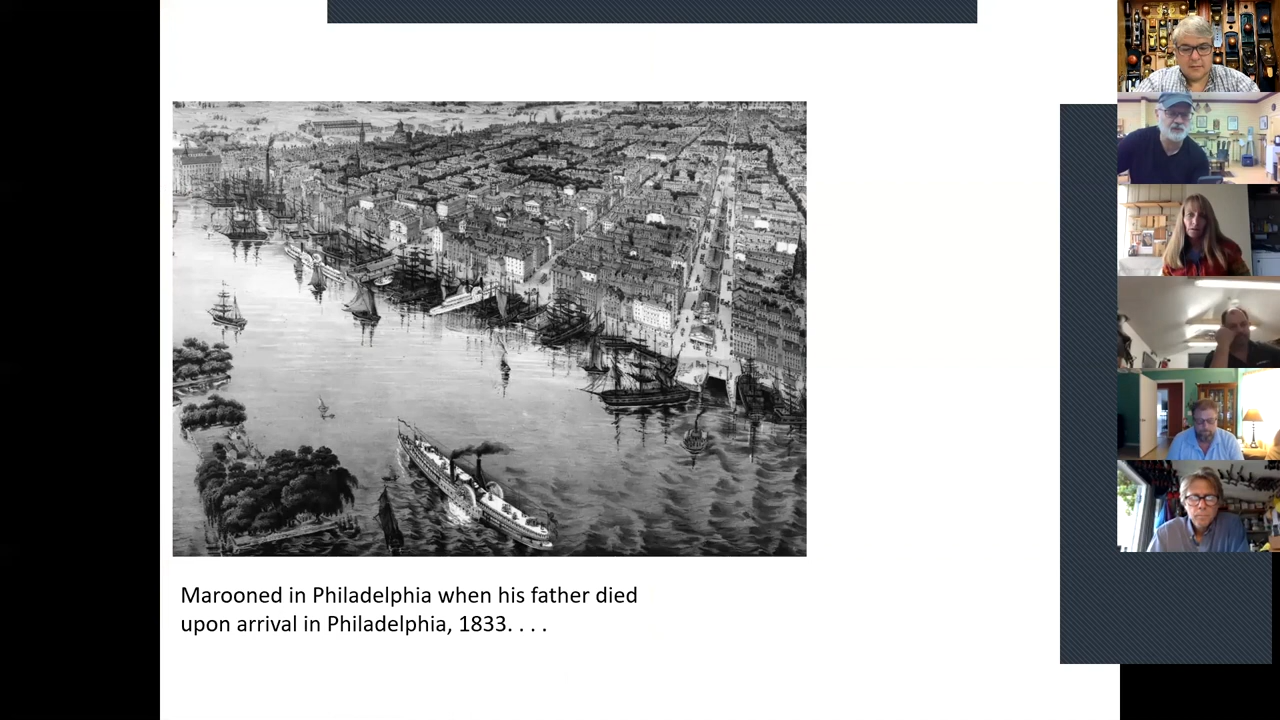 Marooned in Philadelphia when his father died
upon arrival in Philadelphia, 1833. . . .